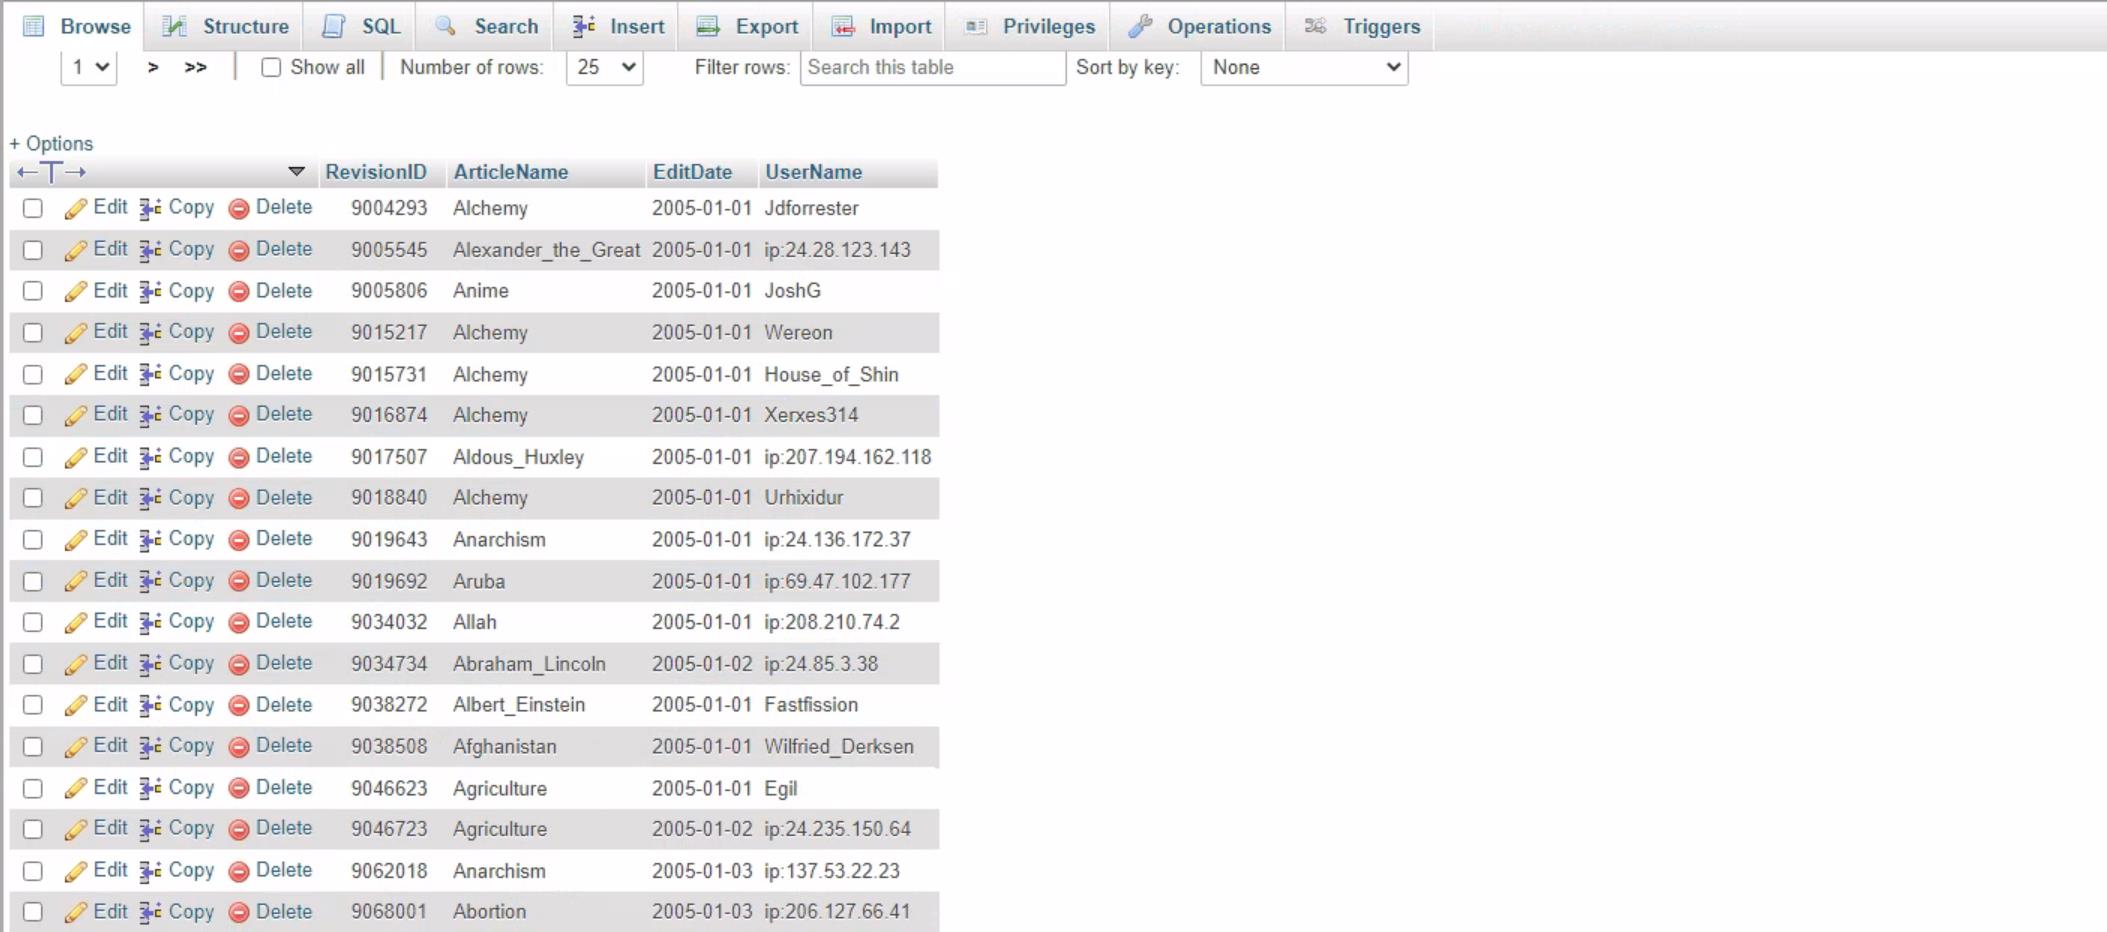 Browse Structure SQL Search Insert Export Import Privileges Operations Triggers
1 > >> | Show all | Number of rows: 25 Filter rows: Search this table Sort by key: None
+ Options
←T→ RevisionID ArticleName EditDate UserName
Edit Copy Delete 9004293 Alchemy 2005-01-01 Jdforrester
Edit Copy Delete 9005545 Alexander_the_Great 2005-01-01 ip:24.28.123.143
Edit Copy Delete 9005806 Anime 2005-01-01 JoshG
Edit Copy Delete 9015217 Alchemy 2005-01-01 Wereon
Edit Copy Delete 9015731 Alchemy 2005-01-01 House_of_Shin
Edit Copy Delete 9016874 Alchemy 2005-01-01 Xerxes314
Edit Copy Delete 9017507 Aldous_Huxley 2005-01-01 ip:207.194.162.118
Edit Copy Delete 9018840 Alchemy 2005-01-01 Urhixidur
Edit Copy Delete 9019643 Anarchism 2005-01-01 ip:24.136.172.37
Edit Copy Delete 9019692 Aruba 2005-01-01 ip:69.47.102.177
Edit Copy Delete 9034032 Allah 2005-01-01 ip:208.210.74.2
Edit Copy Delete 9034734 Abraham_Lincoln 2005-01-02 ip:24.85.3.38
Edit Copy Delete 9038272 Albert_Einstein 2005-01-01 Fastfission
Edit Copy Delete 9038508 Afghanistan 2005-01-01 Wilfried_Derksen
Edit Copy Delete 9046623 Agriculture 2005-01-01 Egil
Edit Copy Delete 9046723 Agriculture 2005-01-02 ip:24.235.150.64
Edit Copy Delete 9062018 Anarchism 2005-01-03 ip:137.53.22.23
Edit Copy Delete 9068001 Abortion 2005-01-03 ip:206.127.66.41